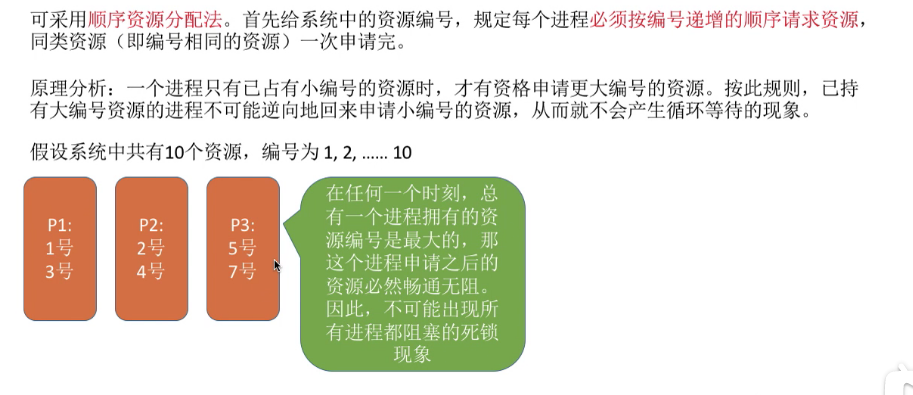 可采用顺序资源分配法。首先给系统中的资源编号，规定每个进程必须按编号递增的顺序请求资源，
同类资源（即编号相同的资源）一次申请完。
原理分析：一个进程只有已占有小编号的资源时，才有资格申请更大编号的资源。按此规则，已持
有大编号资源的进程不可能逆向地回来申请小编号的资源，从而就不会产生循环等待的现象。
假设系统中共有10个资源，编号为 1, 2, ...... 10
P1:
1号
3号
P2:
2号
4号
P3:
5号
7号
在任何一个时刻，总
有一个进程拥有的资
源编号是最大的，那
这个进程申请之后的
资源必然畅通无阻。
因此，不可能出现所
有进程都阻塞的死锁
现象